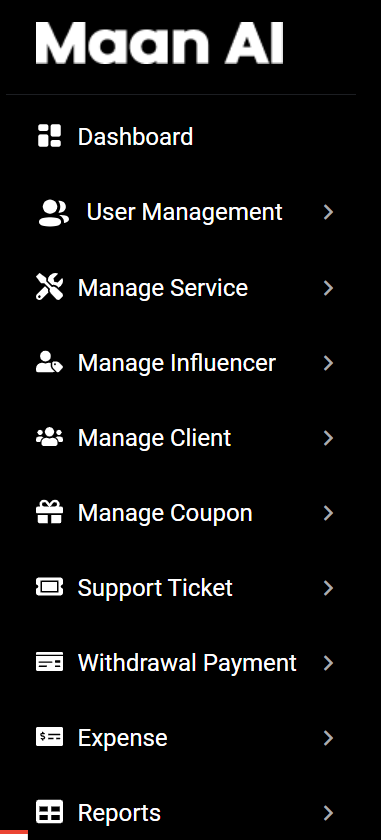 Maan AI
Dashboard
User Management
Manage Service
Manage Influencer
Manage Client
Manage Coupon
Support Ticket
Withdrawal Payment
Expense
Reports